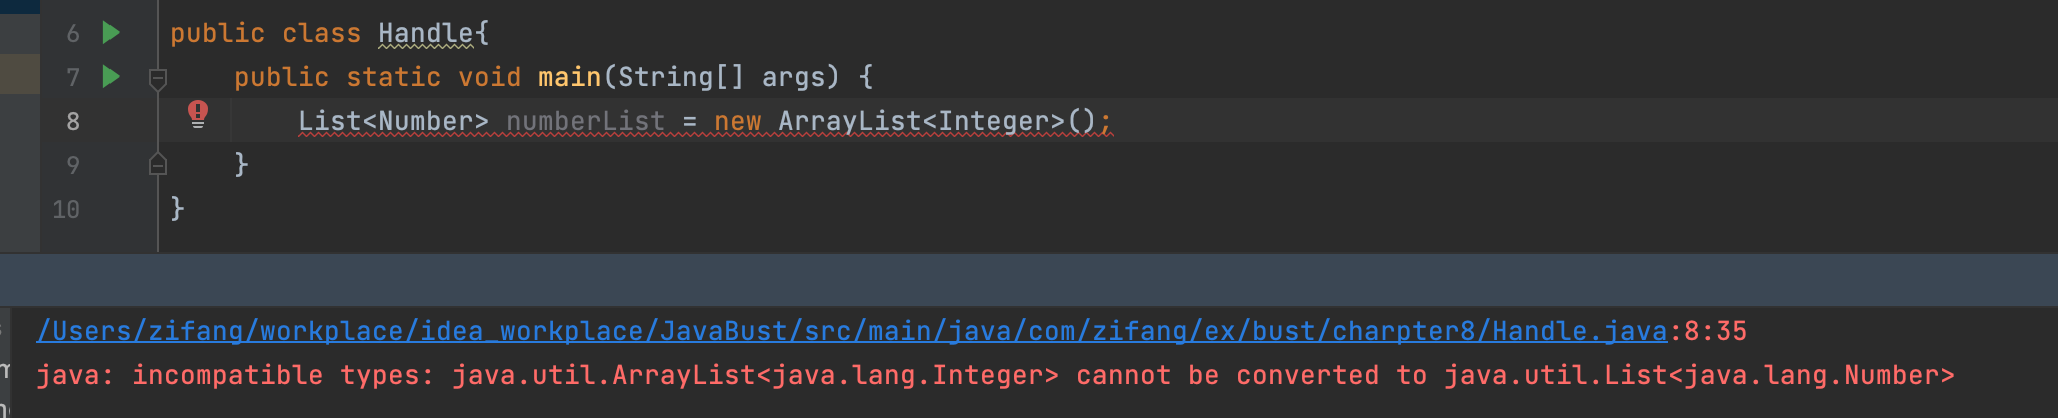 6 public class Handle{
7 public static void main(String[] args) {
8 List<Number> numberList = new ArrayList<Integer>();
9 }
10 }
/Users/zifang/workplace/idea_workplace/JavaBust/src/main/java/com/zifang/ex/bust/charpter8/Handle.java:8:35
java: incompatible types: java.util.ArrayList<java.lang.Integer> cannot be converted to java.util.List<java.lang.Number>